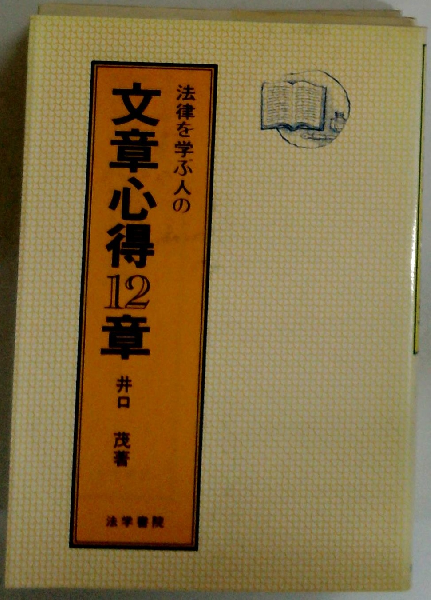 法律を学ぶ人の
文章心得12章
井口 茂著
法学書院